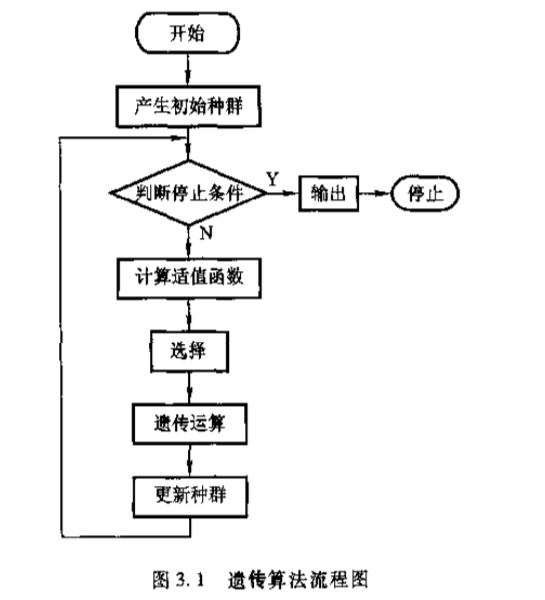 开始
产生初始种群
判断停止条件
Y
输出
停止
N
计算适值函数
选择
遗传运算
更新种群
图3.1 遗传算法流程图